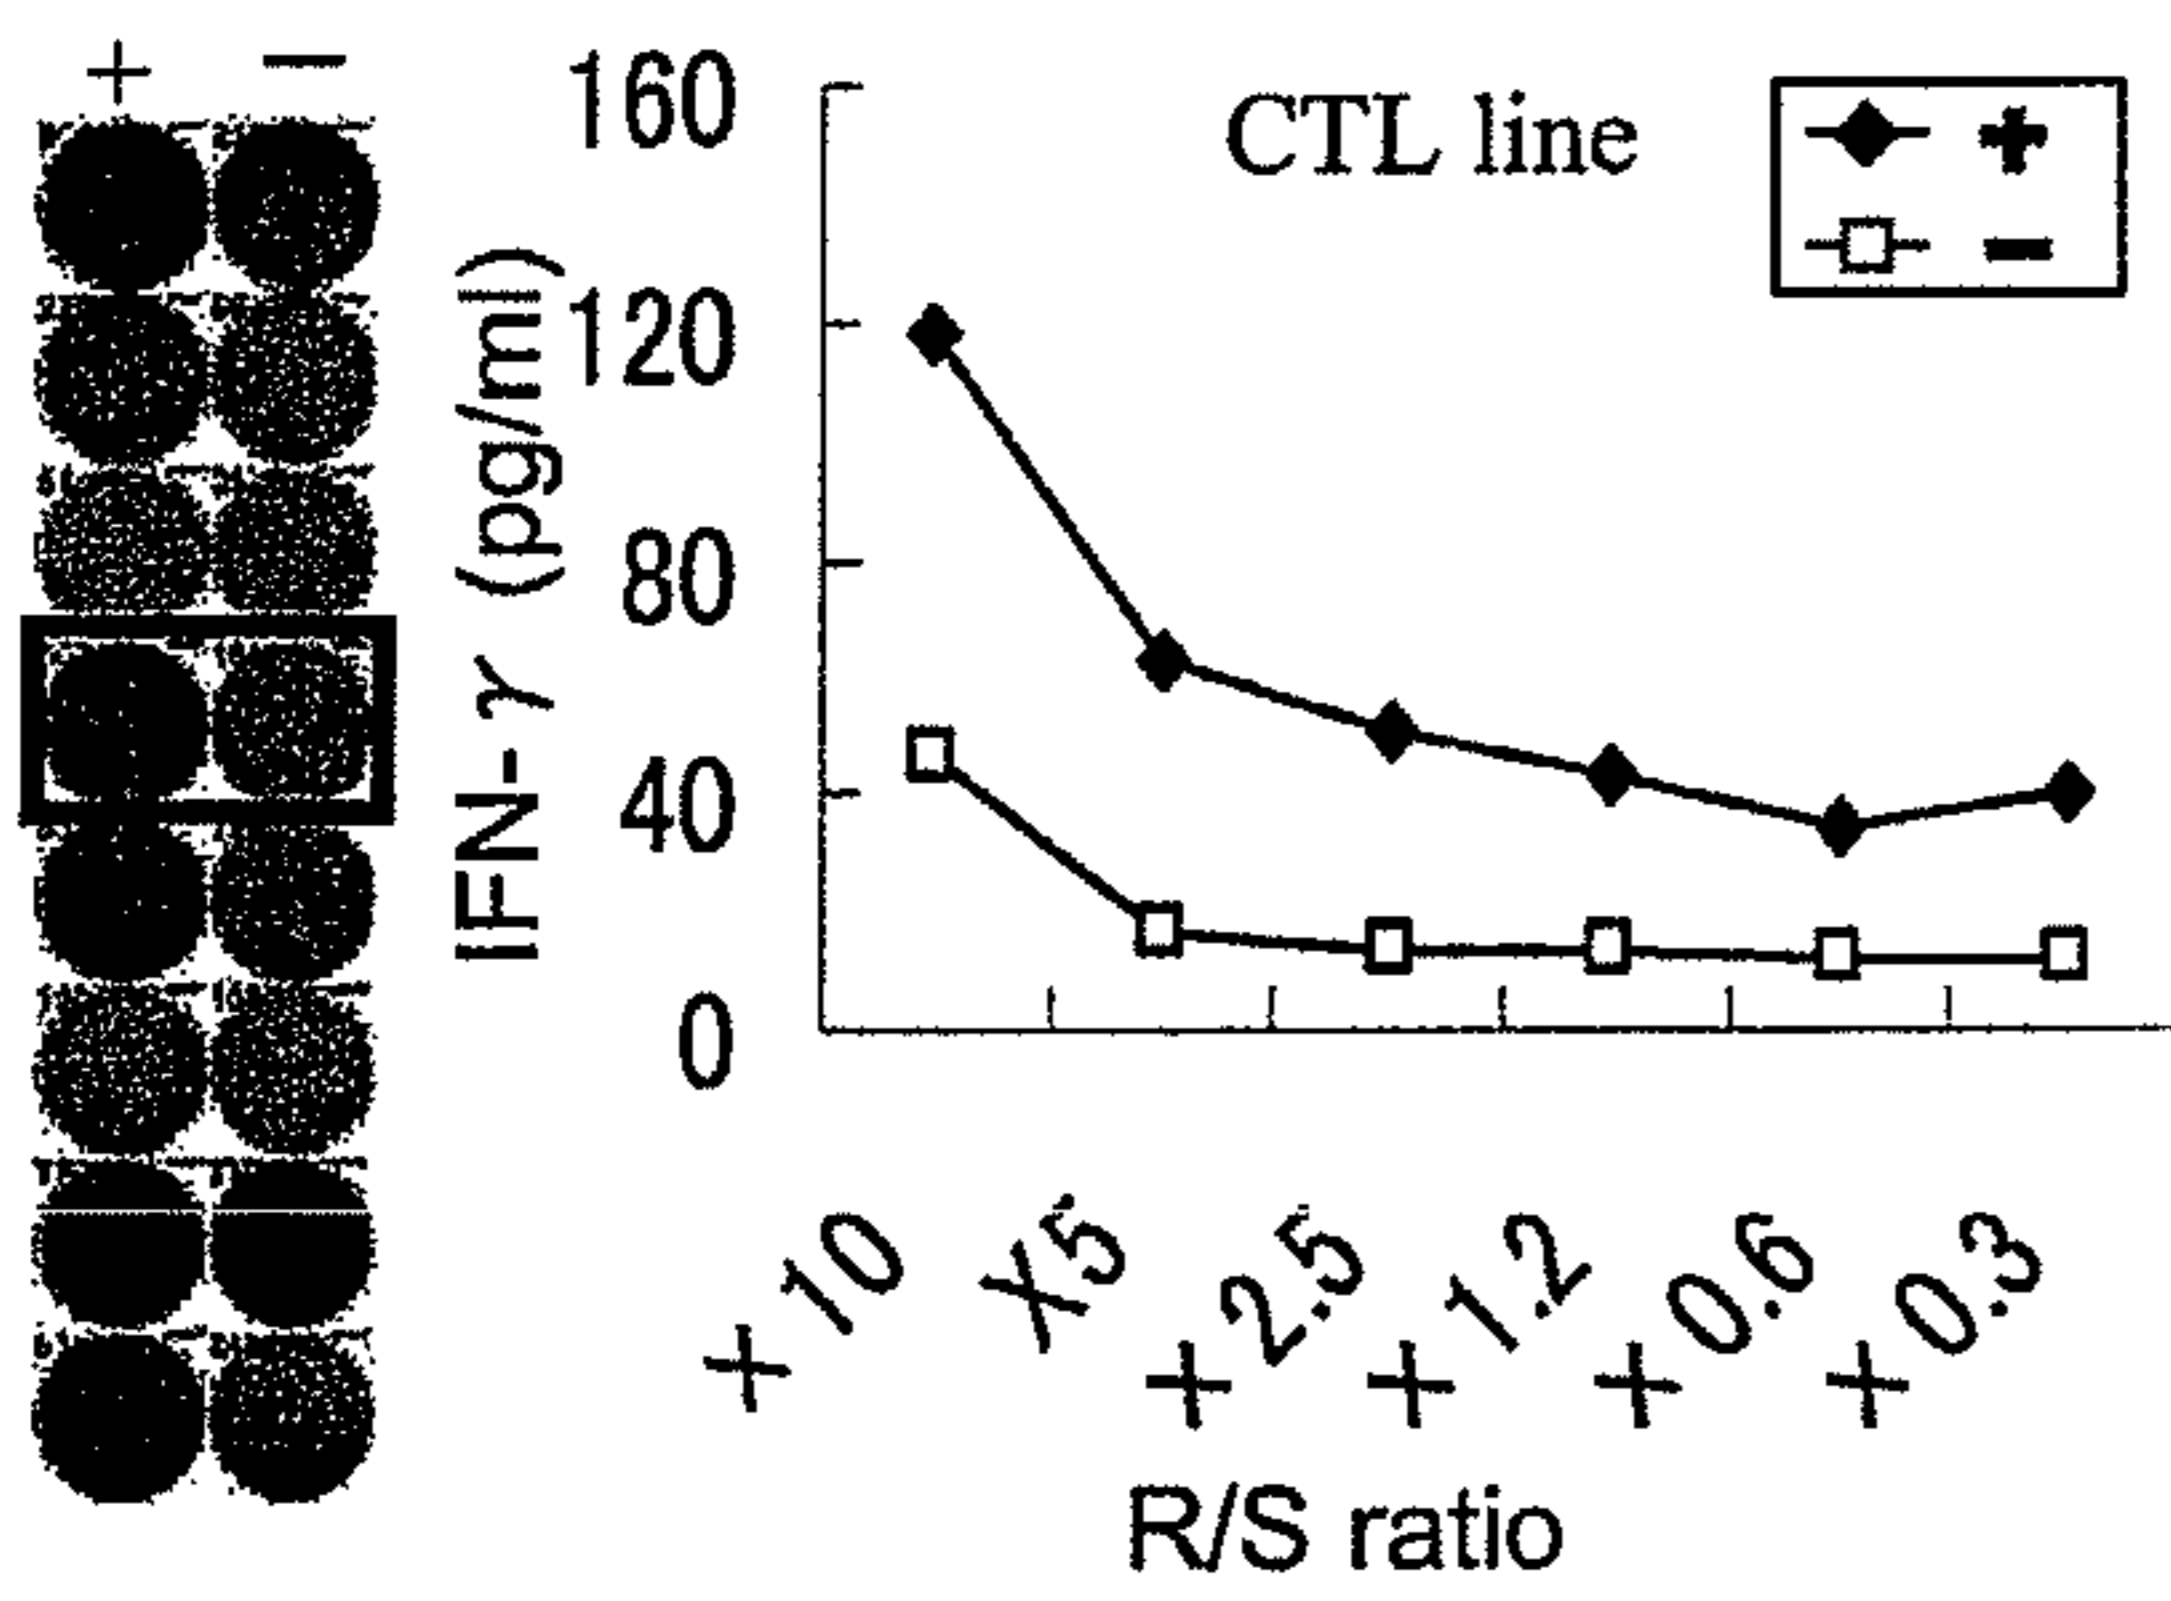 + −
IFN-γ (pg/ml)
160
120
80
40
0
CTL line
+
−
×10 X5 ×2.5 ×1.2 ×0.6 ×0.3
R/S ratio